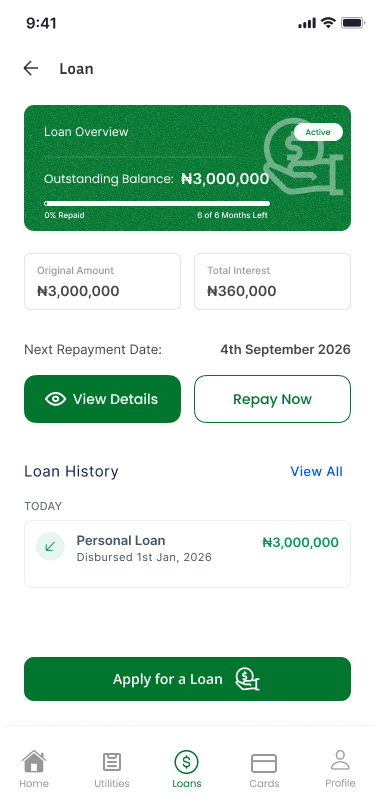 9:41
Loan
Loan Overview
Active
Outstanding Balance: ₦3,000,000
0% Repaid 6 of 6 Months Left
Original Amount Total Interest
₦3,000,000 ₦360,000
Next Repayment Date: 4th September 2026
View Details Repay Now
Loan History View All
TODAY
Personal Loan ₦3,000,000
Disbursed 1st Jan, 2026
Apply for a Loan
Home Utilities Loans Cards Profile